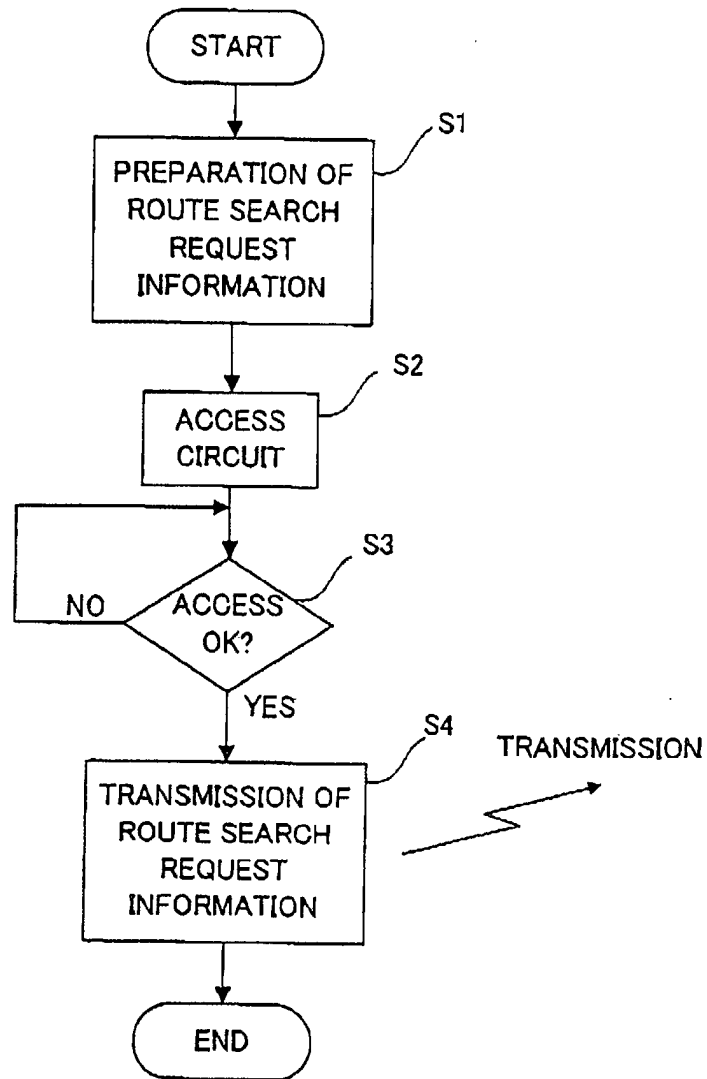 START
S1
PREPARATION OF
ROUTE SEARCH
REQUEST
INFORMATION
S2
ACCESS
CIRCUIT
S3
NO
ACCESS
OK?
YES
S4
TRANSMISSION
TRANSMISSION OF
ROUTE SEARCH
REQUEST
INFORMATION
END